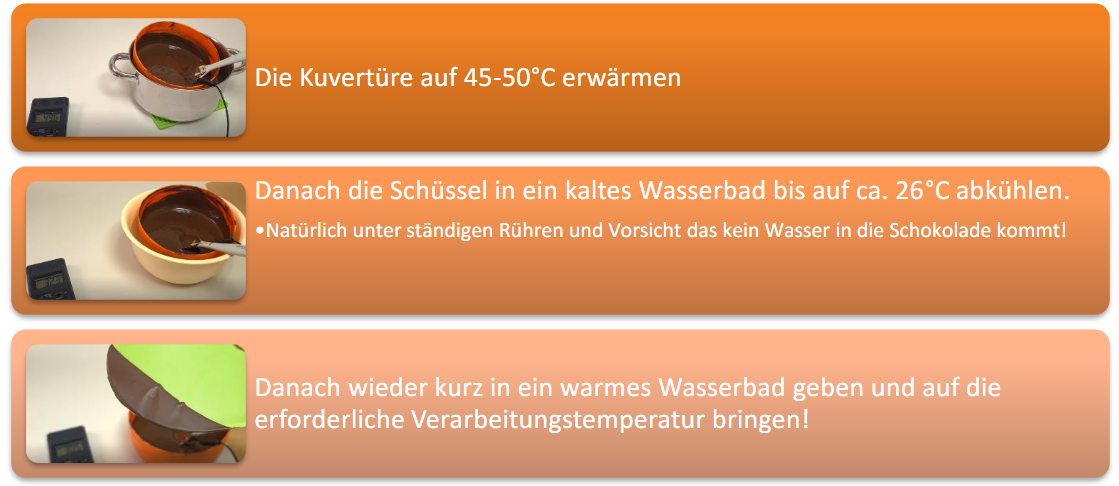 Die Kuvertüre auf 45-50°C erwärmen
Danach die Schüssel in ein kaltes Wasserbad bis auf ca. 26°C abkühlen.
•Natürlich unter ständigen Rühren und Vorsicht das kein Wasser in die Schokolade kommt!
Danach wieder kurz in ein warmes Wasserbad geben und auf die
erforderliche Verarbeitungstemperatur bringen!